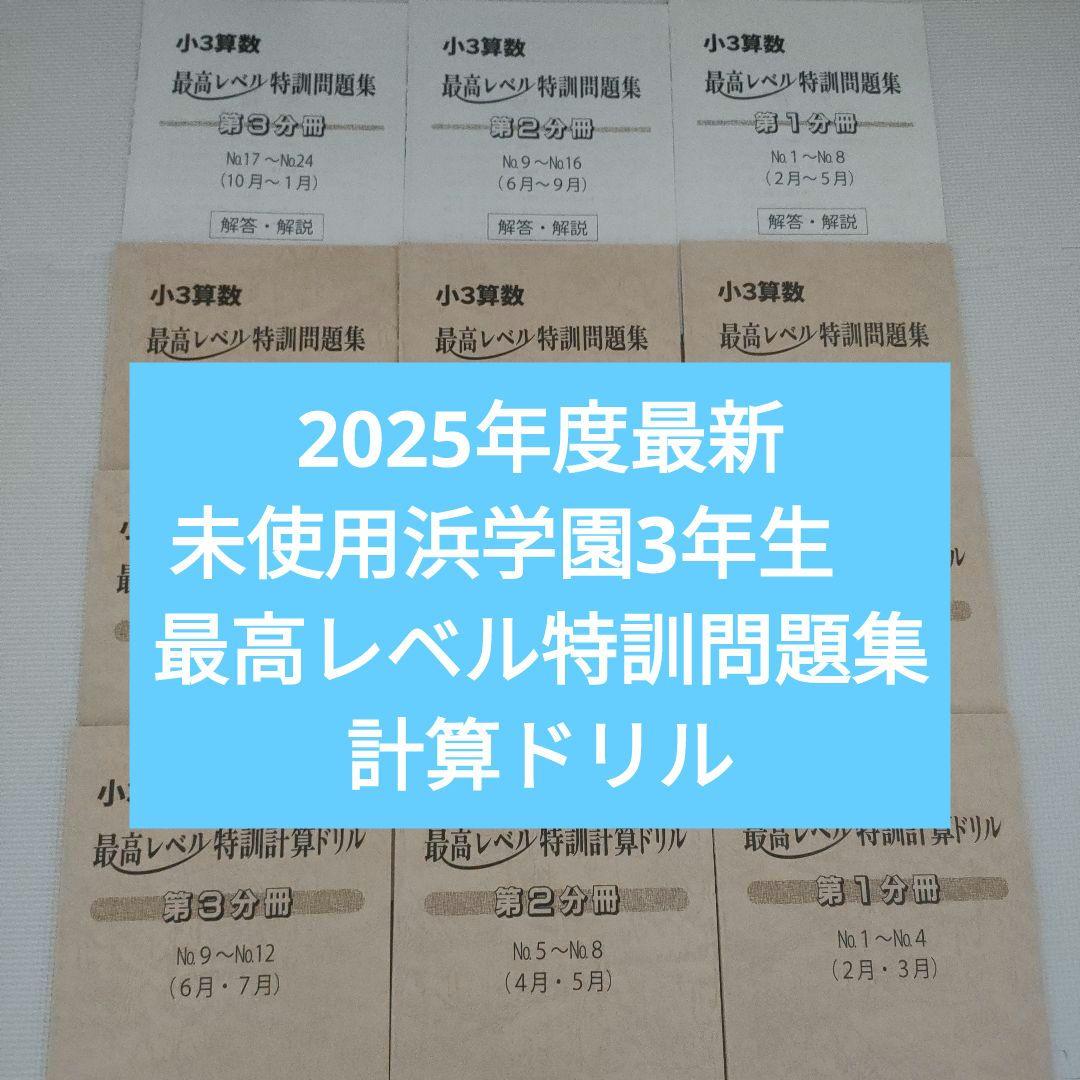 小3算数
最高レベル特訓問題集
第3分冊
No.17～No.24
(10月～1月)
解答・解説
小3算数
最高レベル特訓問題集
第2分冊
No.9～No.16
(6月～9月)
解答・解説
小3算数
最高レベル特訓問題集
第1分冊
No.1～No.8
(2月～5月)
解答・解説
小3算数
最高レベル特訓問題集
小3算数
最高レベル特訓問題集
小3算数
最高レベル特訓問題集
2025年度最新
未使用浜学園3年生
最高レベル特訓問題集
計算ドリル
小
最高レベル特訓計算ドリル
第3分冊
No.9～No.12
(6月・7月)
最高レベル特訓計算ドリル
第2分冊
No.5～No.8
(4月・5月)
最高レベル特訓計算ドリル
第1分冊
No.1～No.4
(2月・3月)